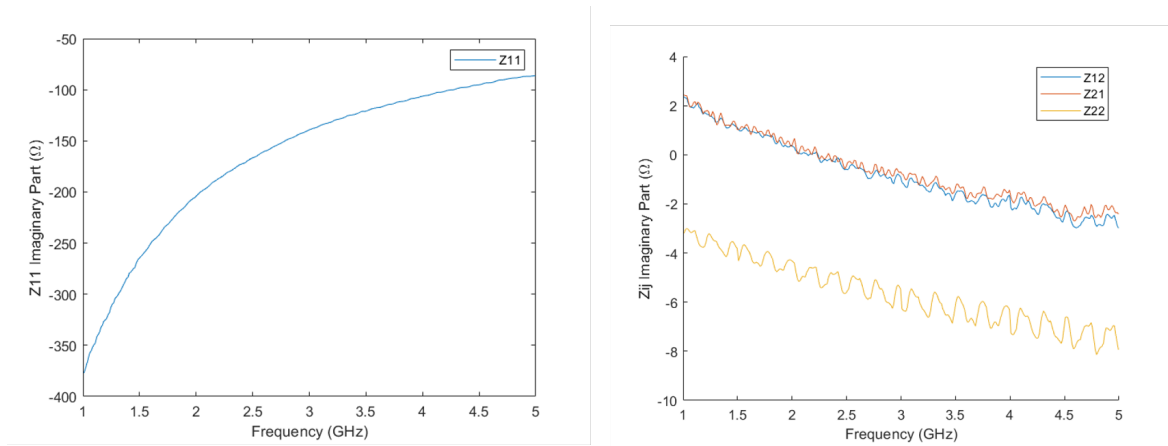 -50
-100
-150
-200
-250
-300
-350
-400
Z11 Imaginary Part (Ω)
Z11
1 1.5 2 2.5 3 3.5 4 4.5 5
Frequency (GHz)
4
2
0
-2
-4
-6
-8
-10
Zij Imaginary Part (Ω)
Z12
Z21
Z22
1 1.5 2 2.5 3 3.5 4 4.5 5
Frequency (GHz)